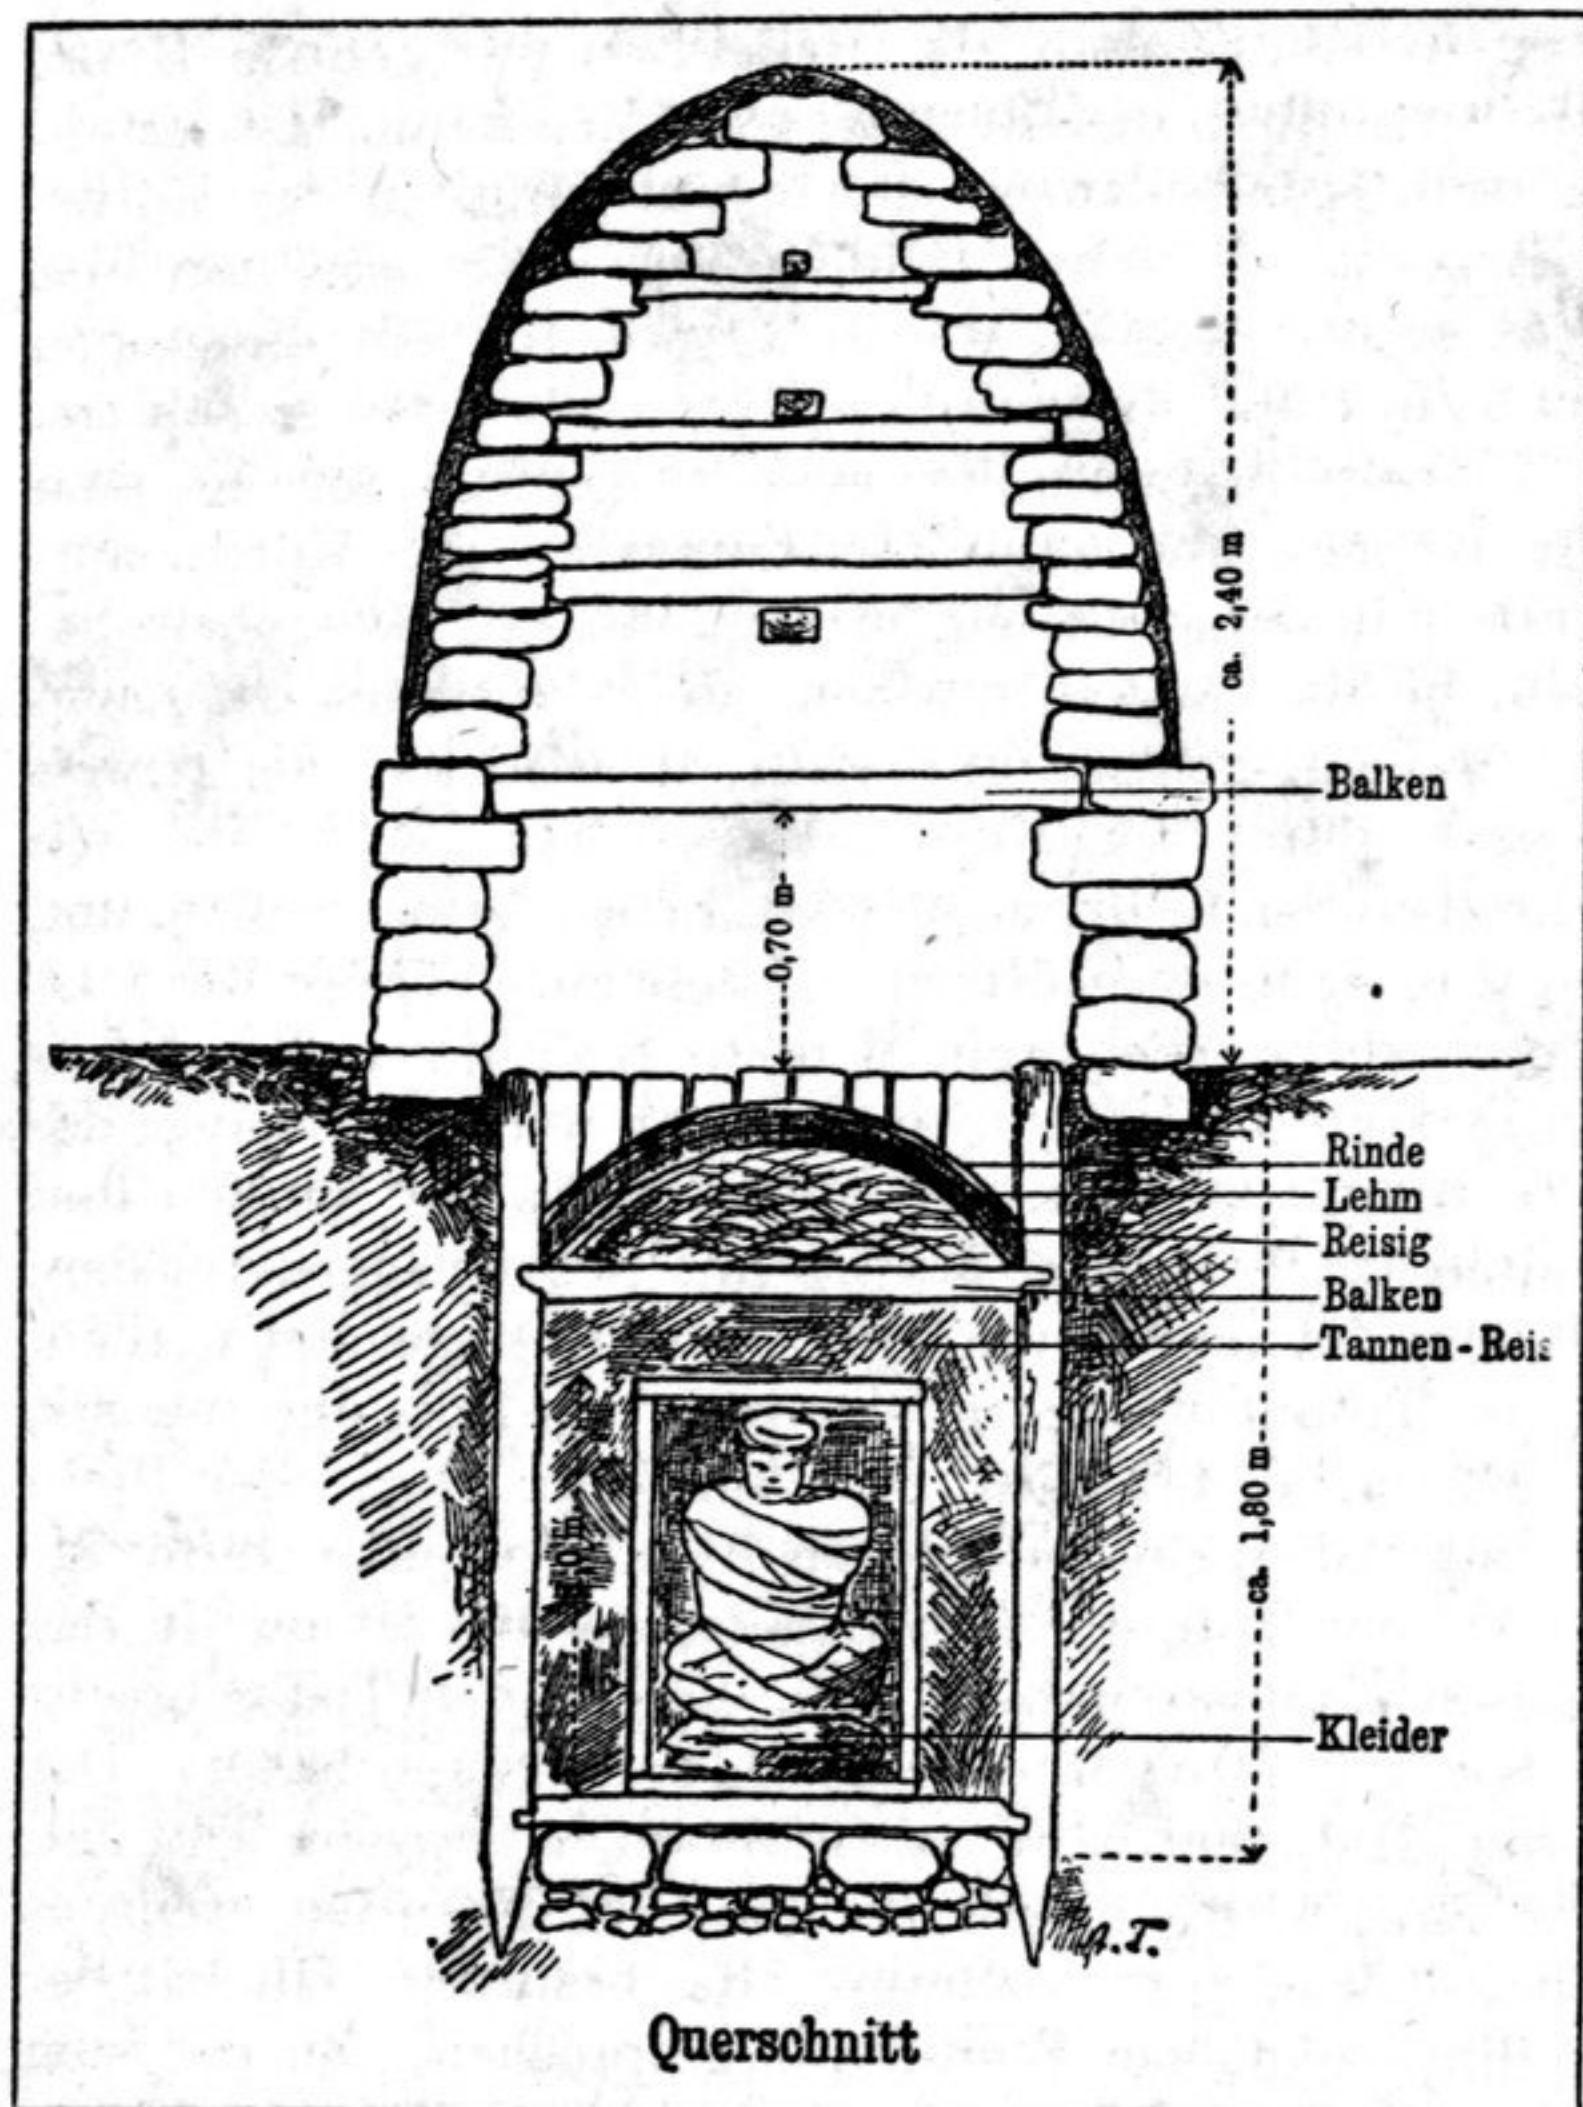 ca. 2,40 m
Balken
0,70 m
Rinde
Lehm
Reisig
Balken
Tannen-Reis
ca. 1,80 m
Kleider
A.T.
Querschnitt